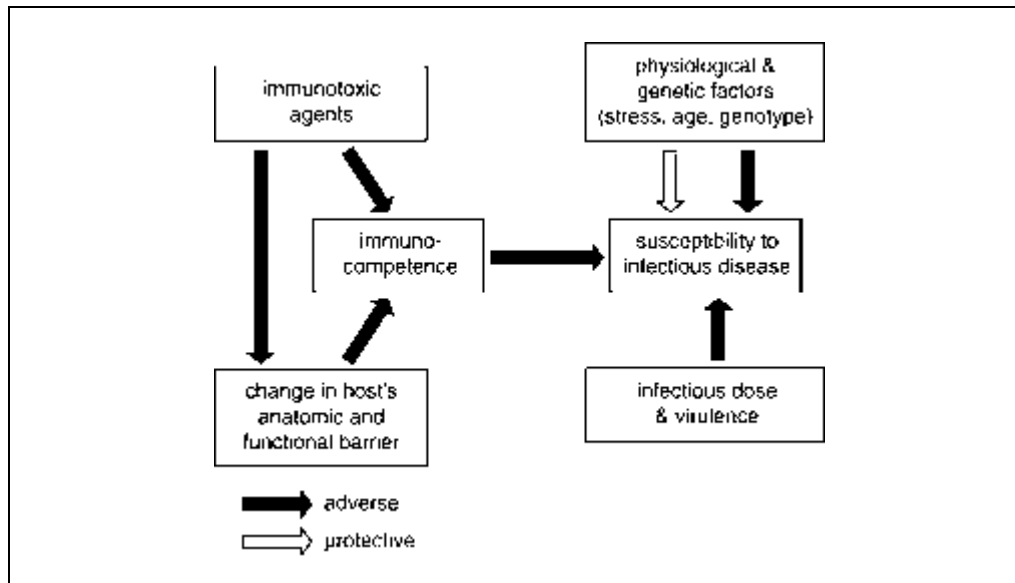 immunotoxic
agents
physiological &
genetic factors
(stress, age, genotype)
immuno-
competence
susceptibility to
infectious disease
change in host's
anatomic and
functional barrier
infectious dose
& virulence
adverse
protective